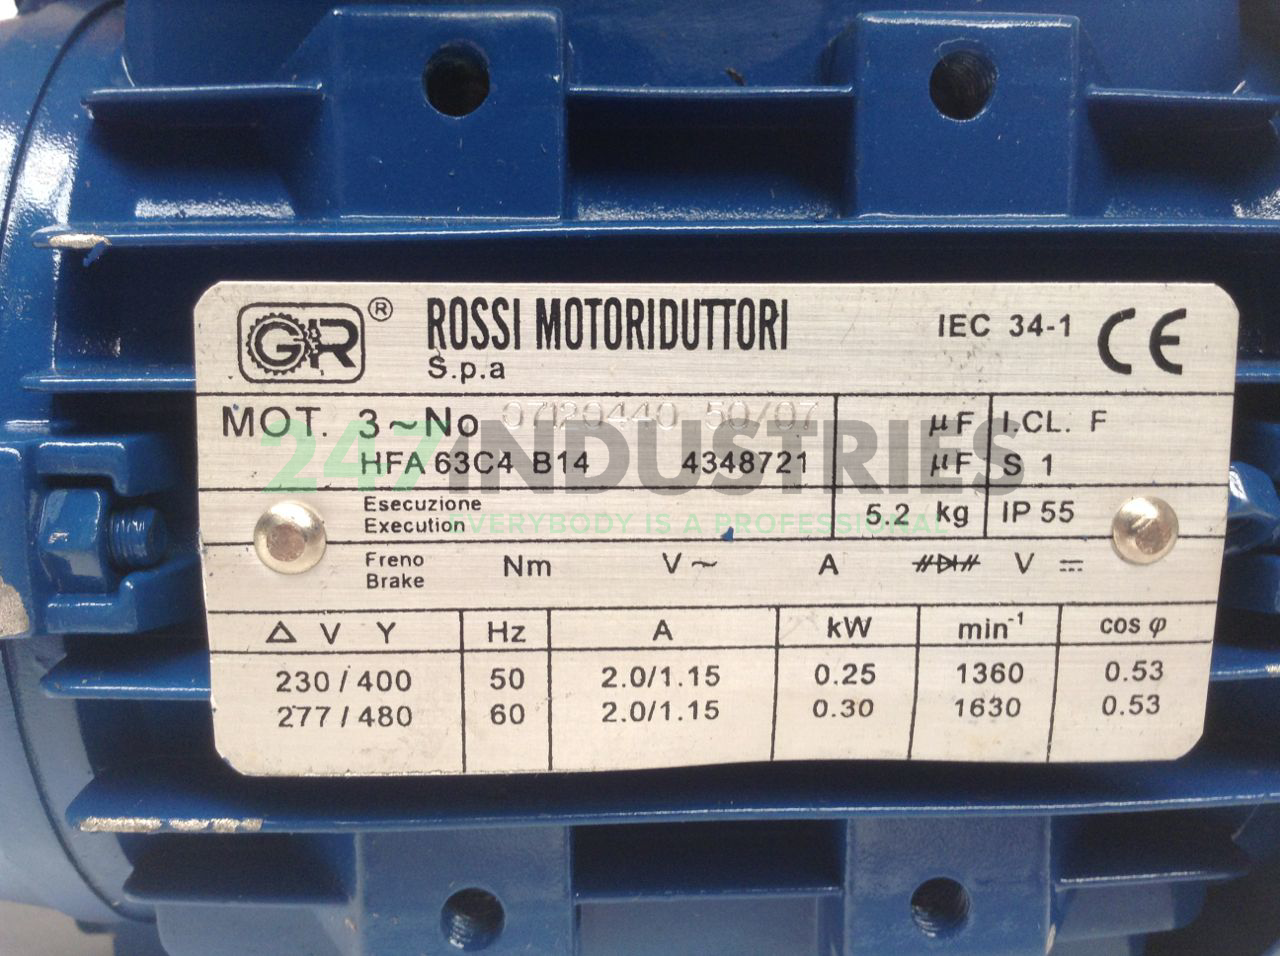 GR ® ROSSI MOTORIDUTTORI IEC 34-1 CE
S.p.a
MOT. 3~No 07120440 50/07 µF I.CL. F
HFA 63C4 B14 4348721 µF S 1
247INDUSTRIES
Esecuzione
Execution 5.2 kg IP 55
EVERYBODY IS A PROFESSIONAL
Freno
Brake Nm V ~ A V ⎓
Δ V Y Hz A kW min-1 cos φ
230 / 400 50 2.0/1.15 0.25 1360 0.53
277 / 480 60 2.0/1.15 0.30 1630 0.53